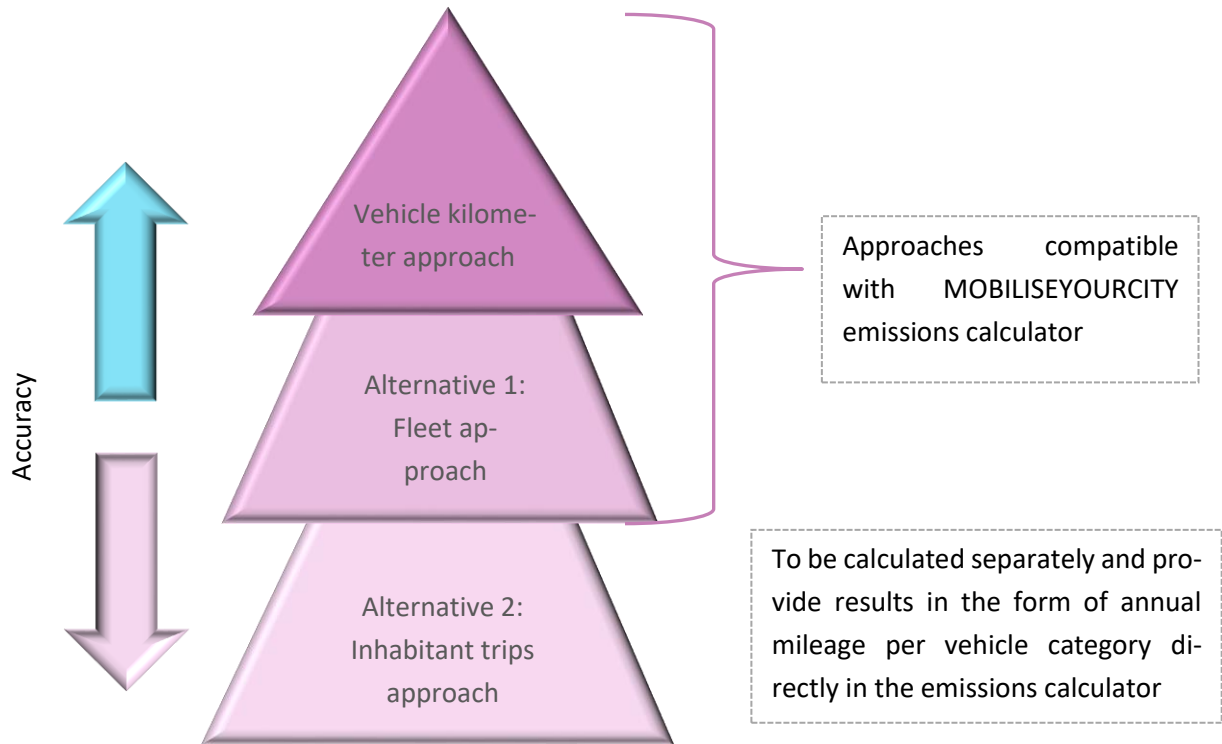 Accuracy
Vehicle kilome-
ter approach
Alternative 1:
Fleet ap-
proach
Alternative 2:
Inhabitant trips
approach
Approaches compatible
with MOBILISEYOURCITY
emissions calculator
To be calculated separately and pro-
vide results in the form of annual
mileage per vehicle category di-
rectly in the emissions calculator